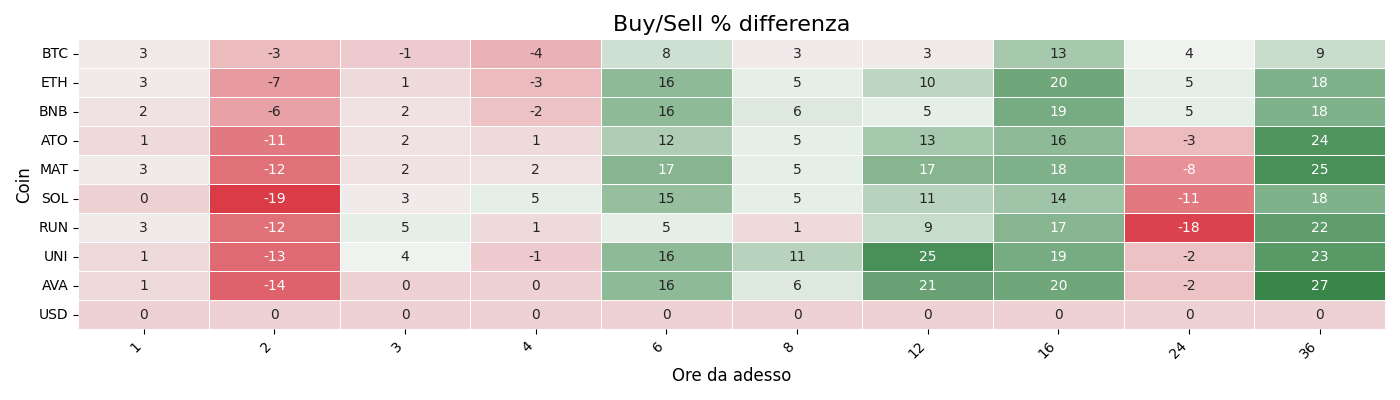 Buy/Sell % differenza
Coin
BTC 3 -3 -1 -4 8 3 3 13 4 9
ETH 3 -7 1 -3 16 5 10 20 5 18
BNB 2 -6 2 -2 16 6 5 19 5 18
ATO 1 -11 2 1 12 5 13 16 -3 24
MAT 3 -12 2 2 17 5 17 18 -8 25
SOL 0 -19 3 5 15 5 11 14 -11 18
RUN 3 -12 5 1 5 1 9 17 -18 22
UNI 1 -13 4 -1 16 11 25 19 -2 23
AVA 1 -14 0 0 16 6 21 20 -2 27
USD 0 0 0 0 0 0 0 0 0 0
1 2 3 4 6 8 12 16 24 36
Ore da adesso